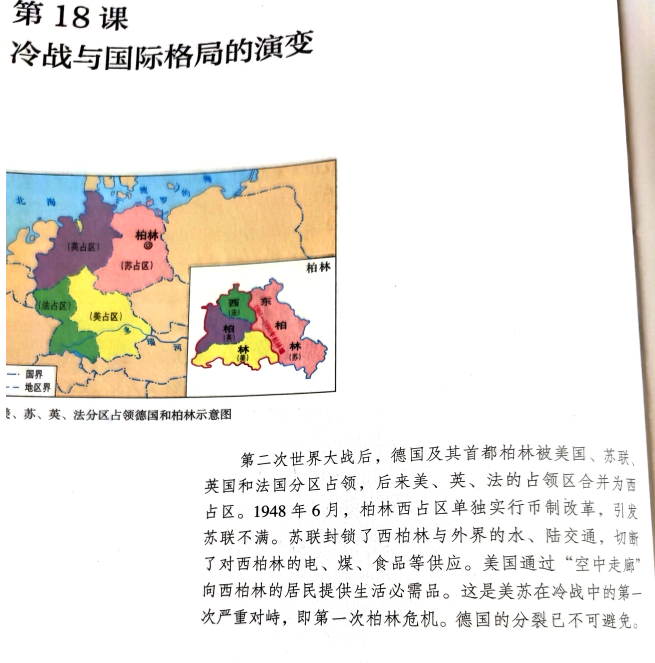 第 18 课
冷战与国际格局的演变
北 海
波 罗 的 海
柏林
(英占区)
(苏占区)
(法占区)
(美占区)
多 瑙 河
柏林
西
(法)
东
柏
(英)
柏
林
(美)
林
(苏)
国界
地区界
美、苏、英、法分区占领德国和柏林示意图
第二次世界大战后，德国及其首都柏林被美国、苏联、
英国和法国分区占领，后来美、英、法的占领区合并为西
占区。1948 年 6 月，柏林西占区单独实行币制改革，引发
苏联不满。苏联封锁了西柏林与外界的水、陆交通，切断
了对西柏林的电、煤、食品等供应。美国通过“空中走廊”
向西柏林的居民提供生活必需品。这是美苏在冷战中的第一
次严重对峙，即第一次柏林危机。德国的分裂已不可避免。